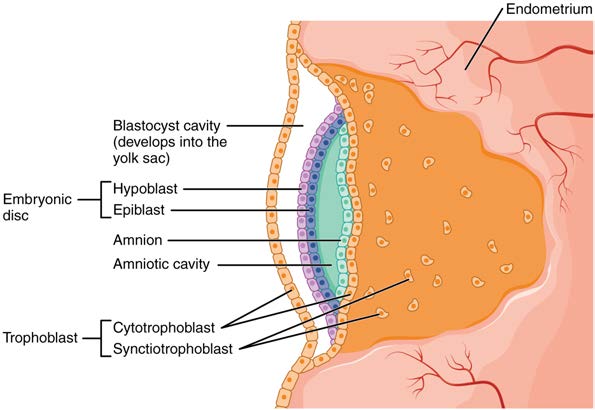 Endometrium
Blastocyst cavity
(develops into the
yolk sac)
Embryonic
disc
Hypoblast
Epiblast
Amnion
Amniotic cavity
Trophoblast
Cytotrophoblast
Synctiotrophoblast